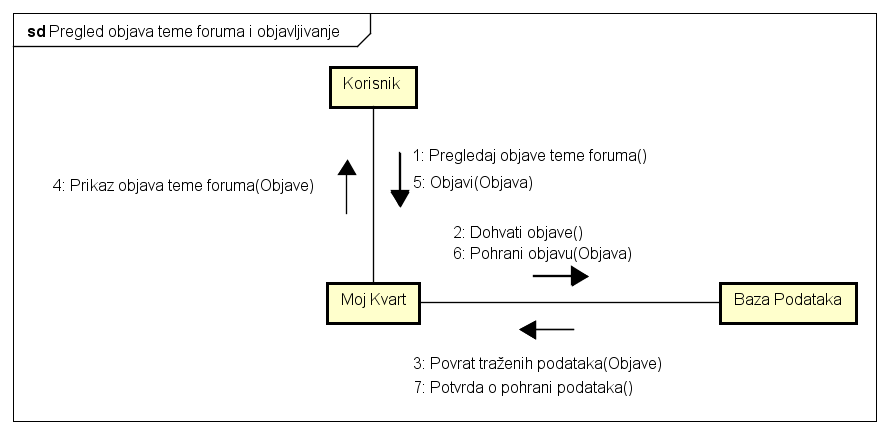 sd Pregled objava teme foruma i objavljivanje
Korisnik
1: Pregledaj objave teme foruma()
4: Prikaz objava teme foruma(Objave)
5: Objavi(Objava)
2: Dohvati objave()
6: Pohrani objavu(Objava)
Moj Kvart
Baza Podataka
3: Povrat traženih podataka(Objave)
7: Potvrda o pohrani podataka()